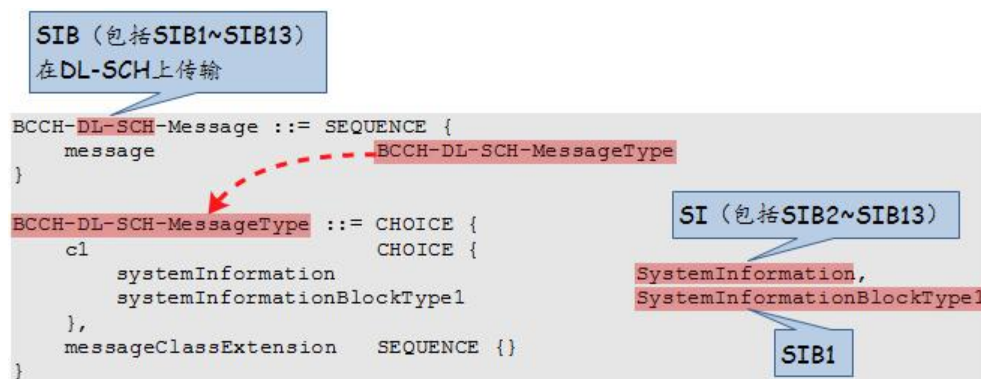 SIB（包括SIB1~SIB13）
在DL-SCH上传输
BCCH-DL-SCH-Message ::= SEQUENCE {
message BCCH-DL-SCH-MessageType
}
BCCH-DL-SCH-MessageType ::= CHOICE {
SI（包括SIB2~SIB13）
c1 CHOICE {
systemInformation SystemInformation,
systemInformationBlockType1 SystemInformationBlockType1
},
messageClassExtension SEQUENCE {}
SIB1
}